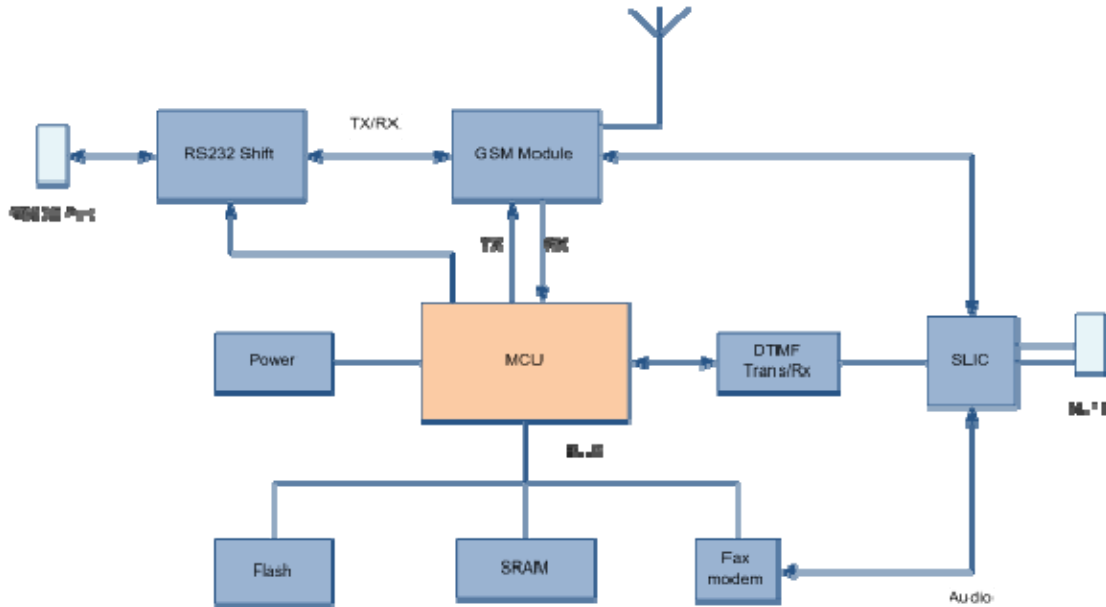 TX/RX.
RS232 Shift
GSM Module
TX
RX
Power
MCU
DTMF
Trans/Rx
SLIC
Flash
SRAM
Fax
modem
Audio